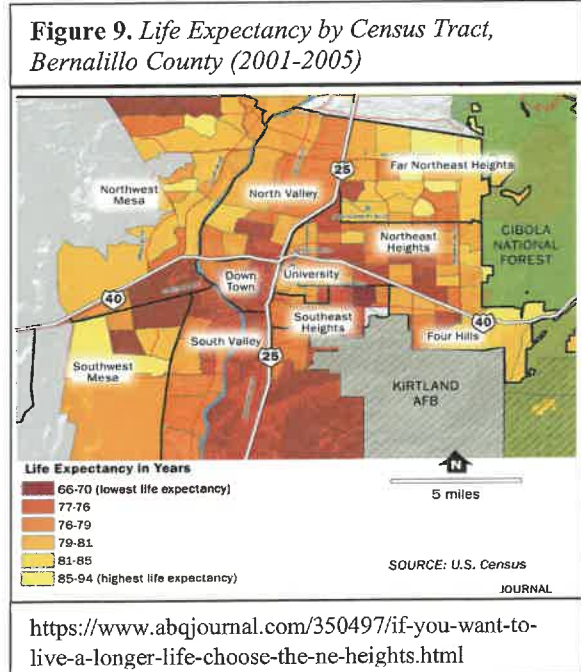 Figure 9. Life Expectancy by Census Tract,
Bernalillo County (2001-2005)
25
Far Northeast Heights
Northwest
Mesa
North Valley
CIBOLA
NATIONAL
FOREST
Northeast
Heights
Down
Town
University
40
Southeast
Heights
40
South Valley
Four Hills
25
Southwest
Mesa
KIRTLAND
AFB
N
5 miles
Life Expectancy in Years
66-70 (lowest life expectancy)
77-76
76-79
79-81
81-85
85-94 (highest life expectancy)
SOURCE: U.S. Census
JOURNAL
https://www.abqjournal.com/350497/if-you-want-to-
live-a-longer-life-choose-the-ne-heights.html